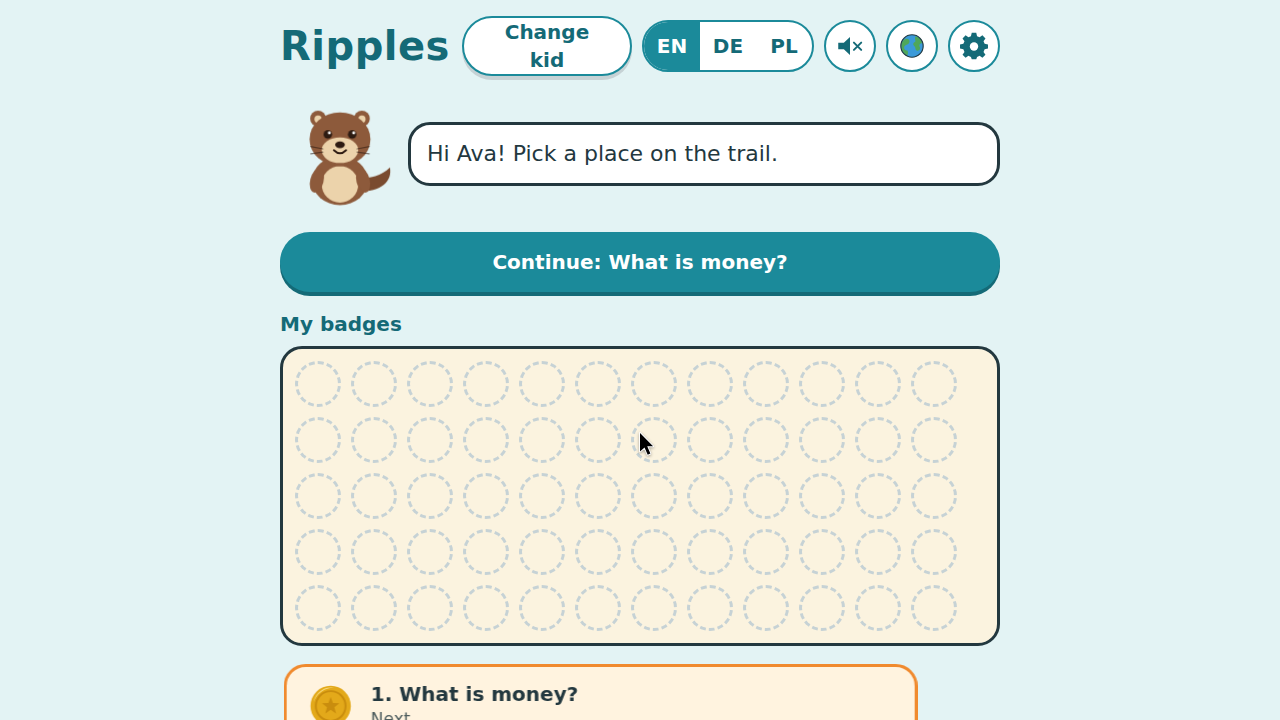 Ripples
Change
kid
EN DE PL
Hi Ava! Pick a place on the trail.
Continue: What is money?
My badges
1. What is money?
Next